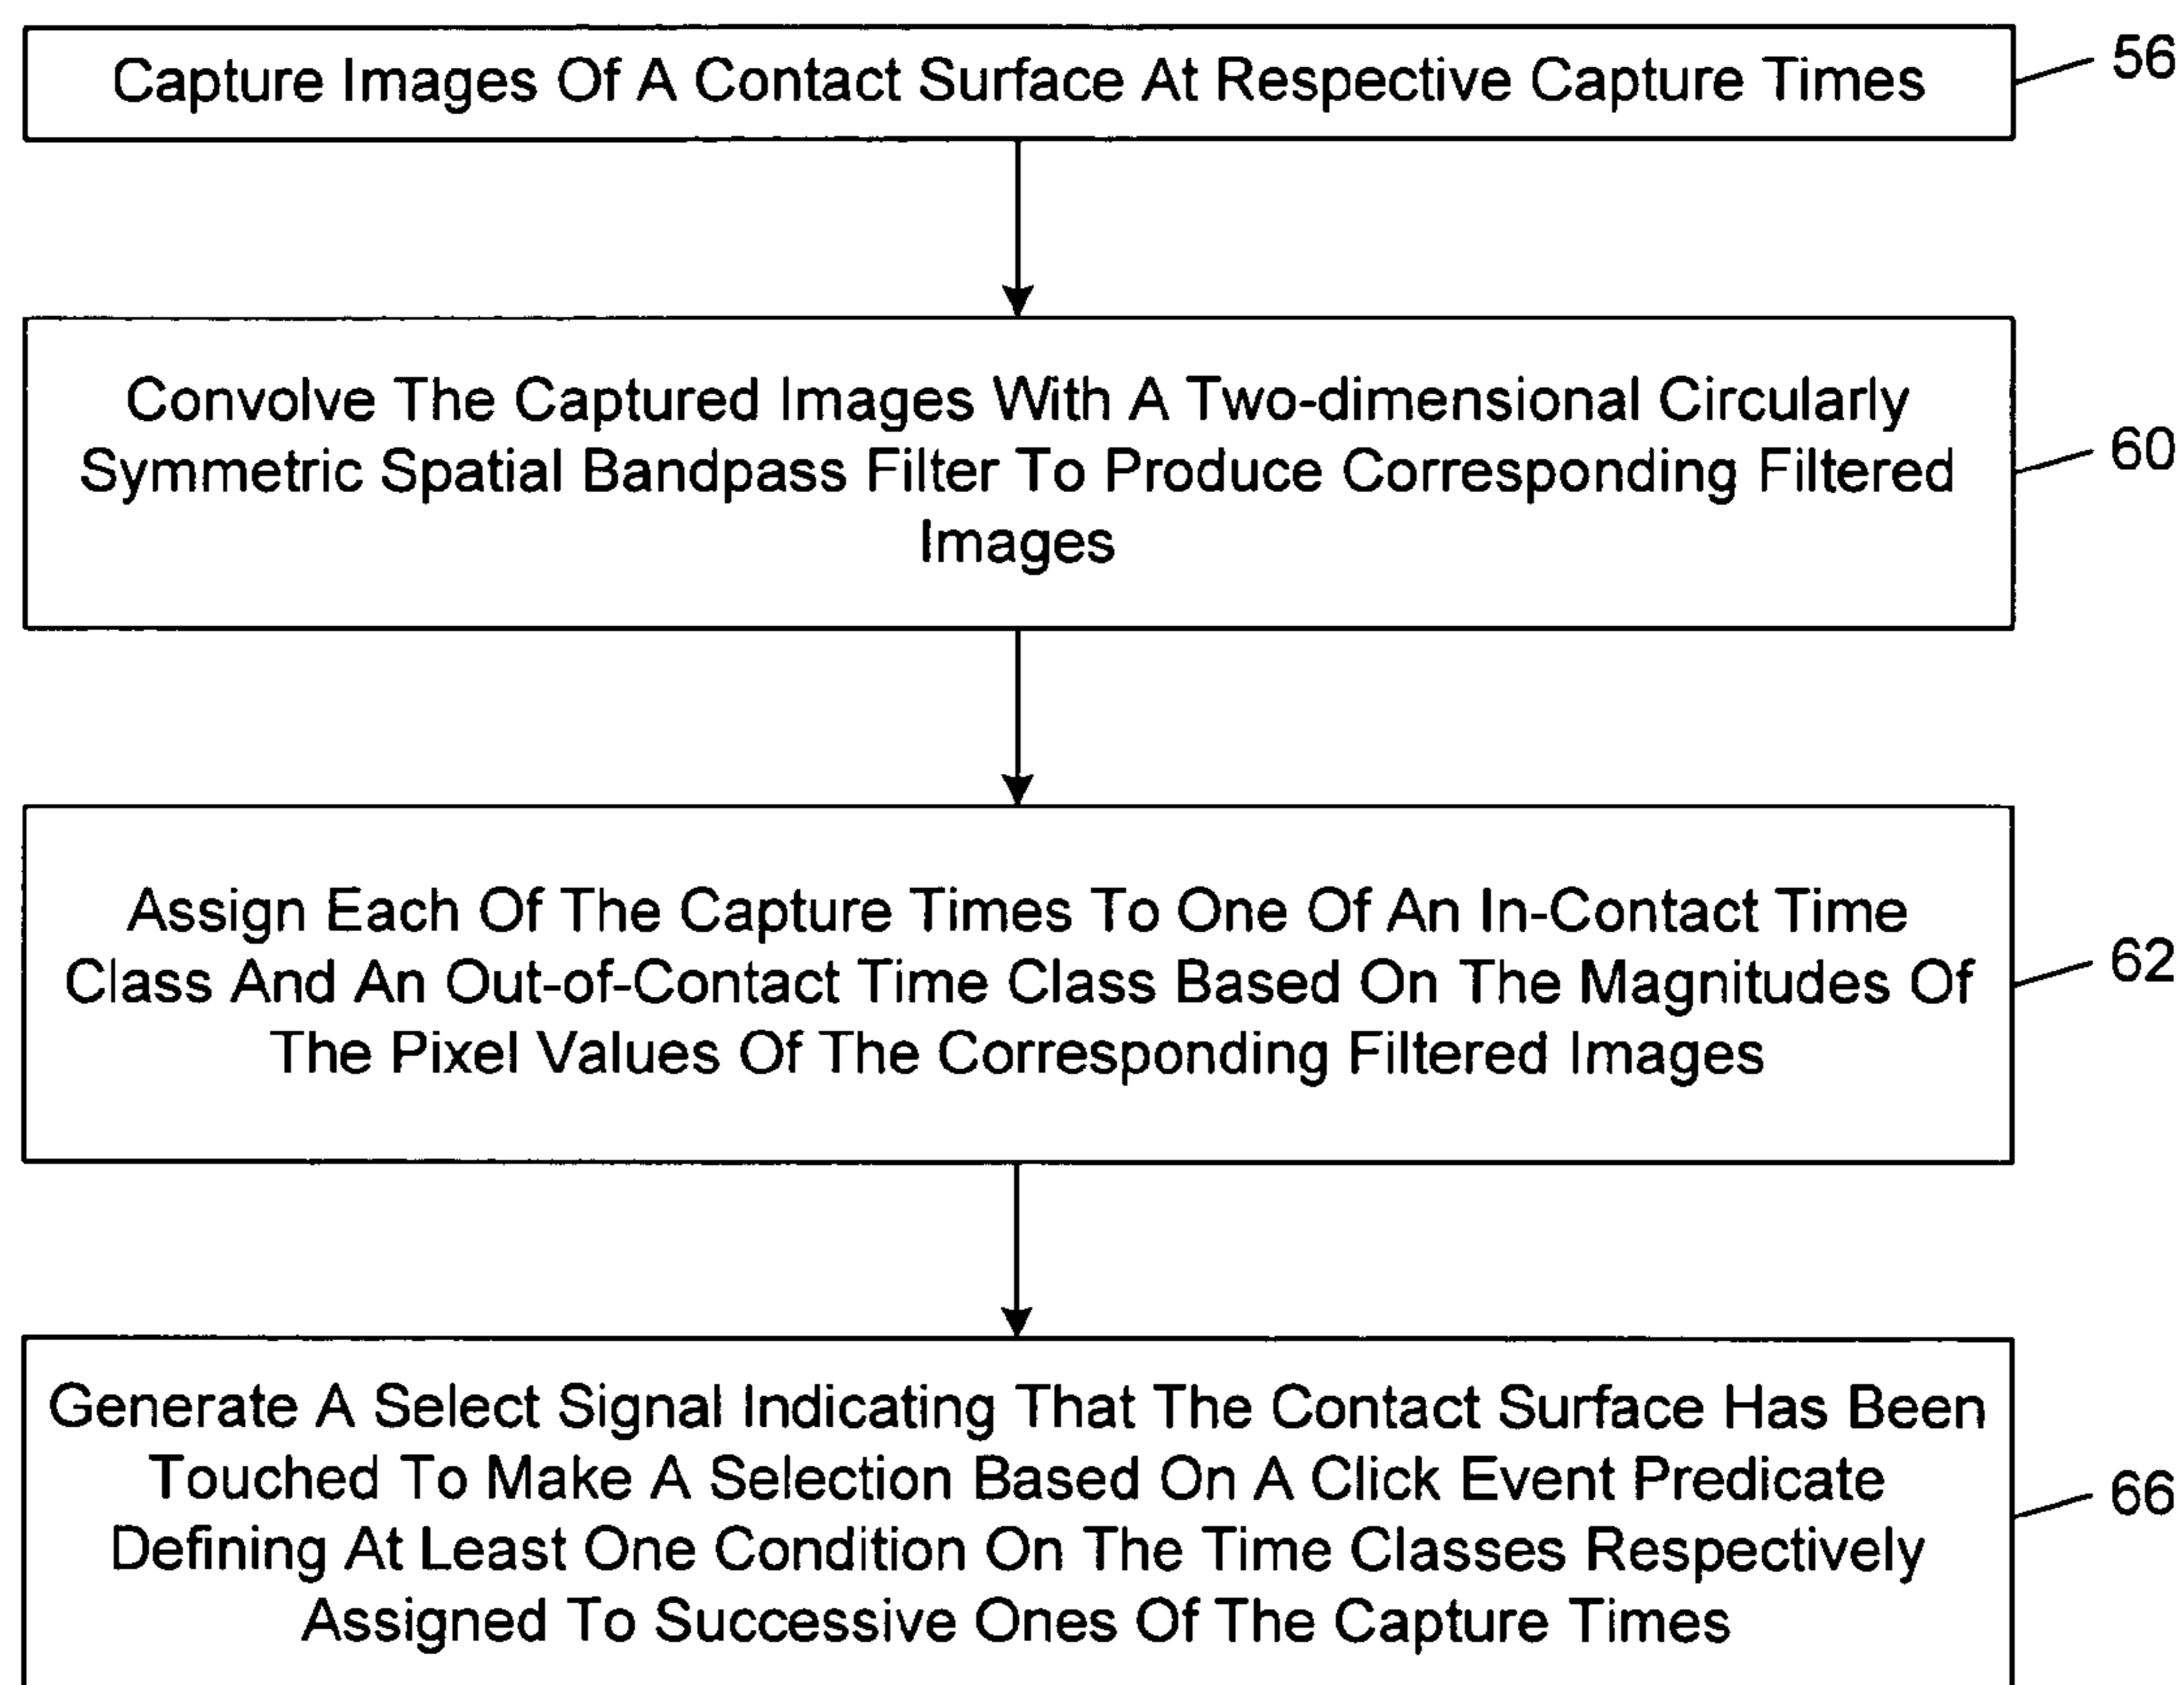 Capture Images Of A Contact Surface At Respective Capture Times
56
Convolve The Captured Images With A Two-dimensional Circularly
Symmetric Spatial Bandpass Filter To Produce Corresponding Filtered
Images
60
Assign Each Of The Capture Times To One Of An In-Contact Time
Class And An Out-of-Contact Time Class Based On The Magnitudes Of
The Pixel Values Of The Corresponding Filtered Images
62
Generate A Select Signal Indicating That The Contact Surface Has Been
Touched To Make A Selection Based On A Click Event Predicate
Defining At Least One Condition On The Time Classes Respectively
Assigned To Successive Ones Of The Capture Times
66